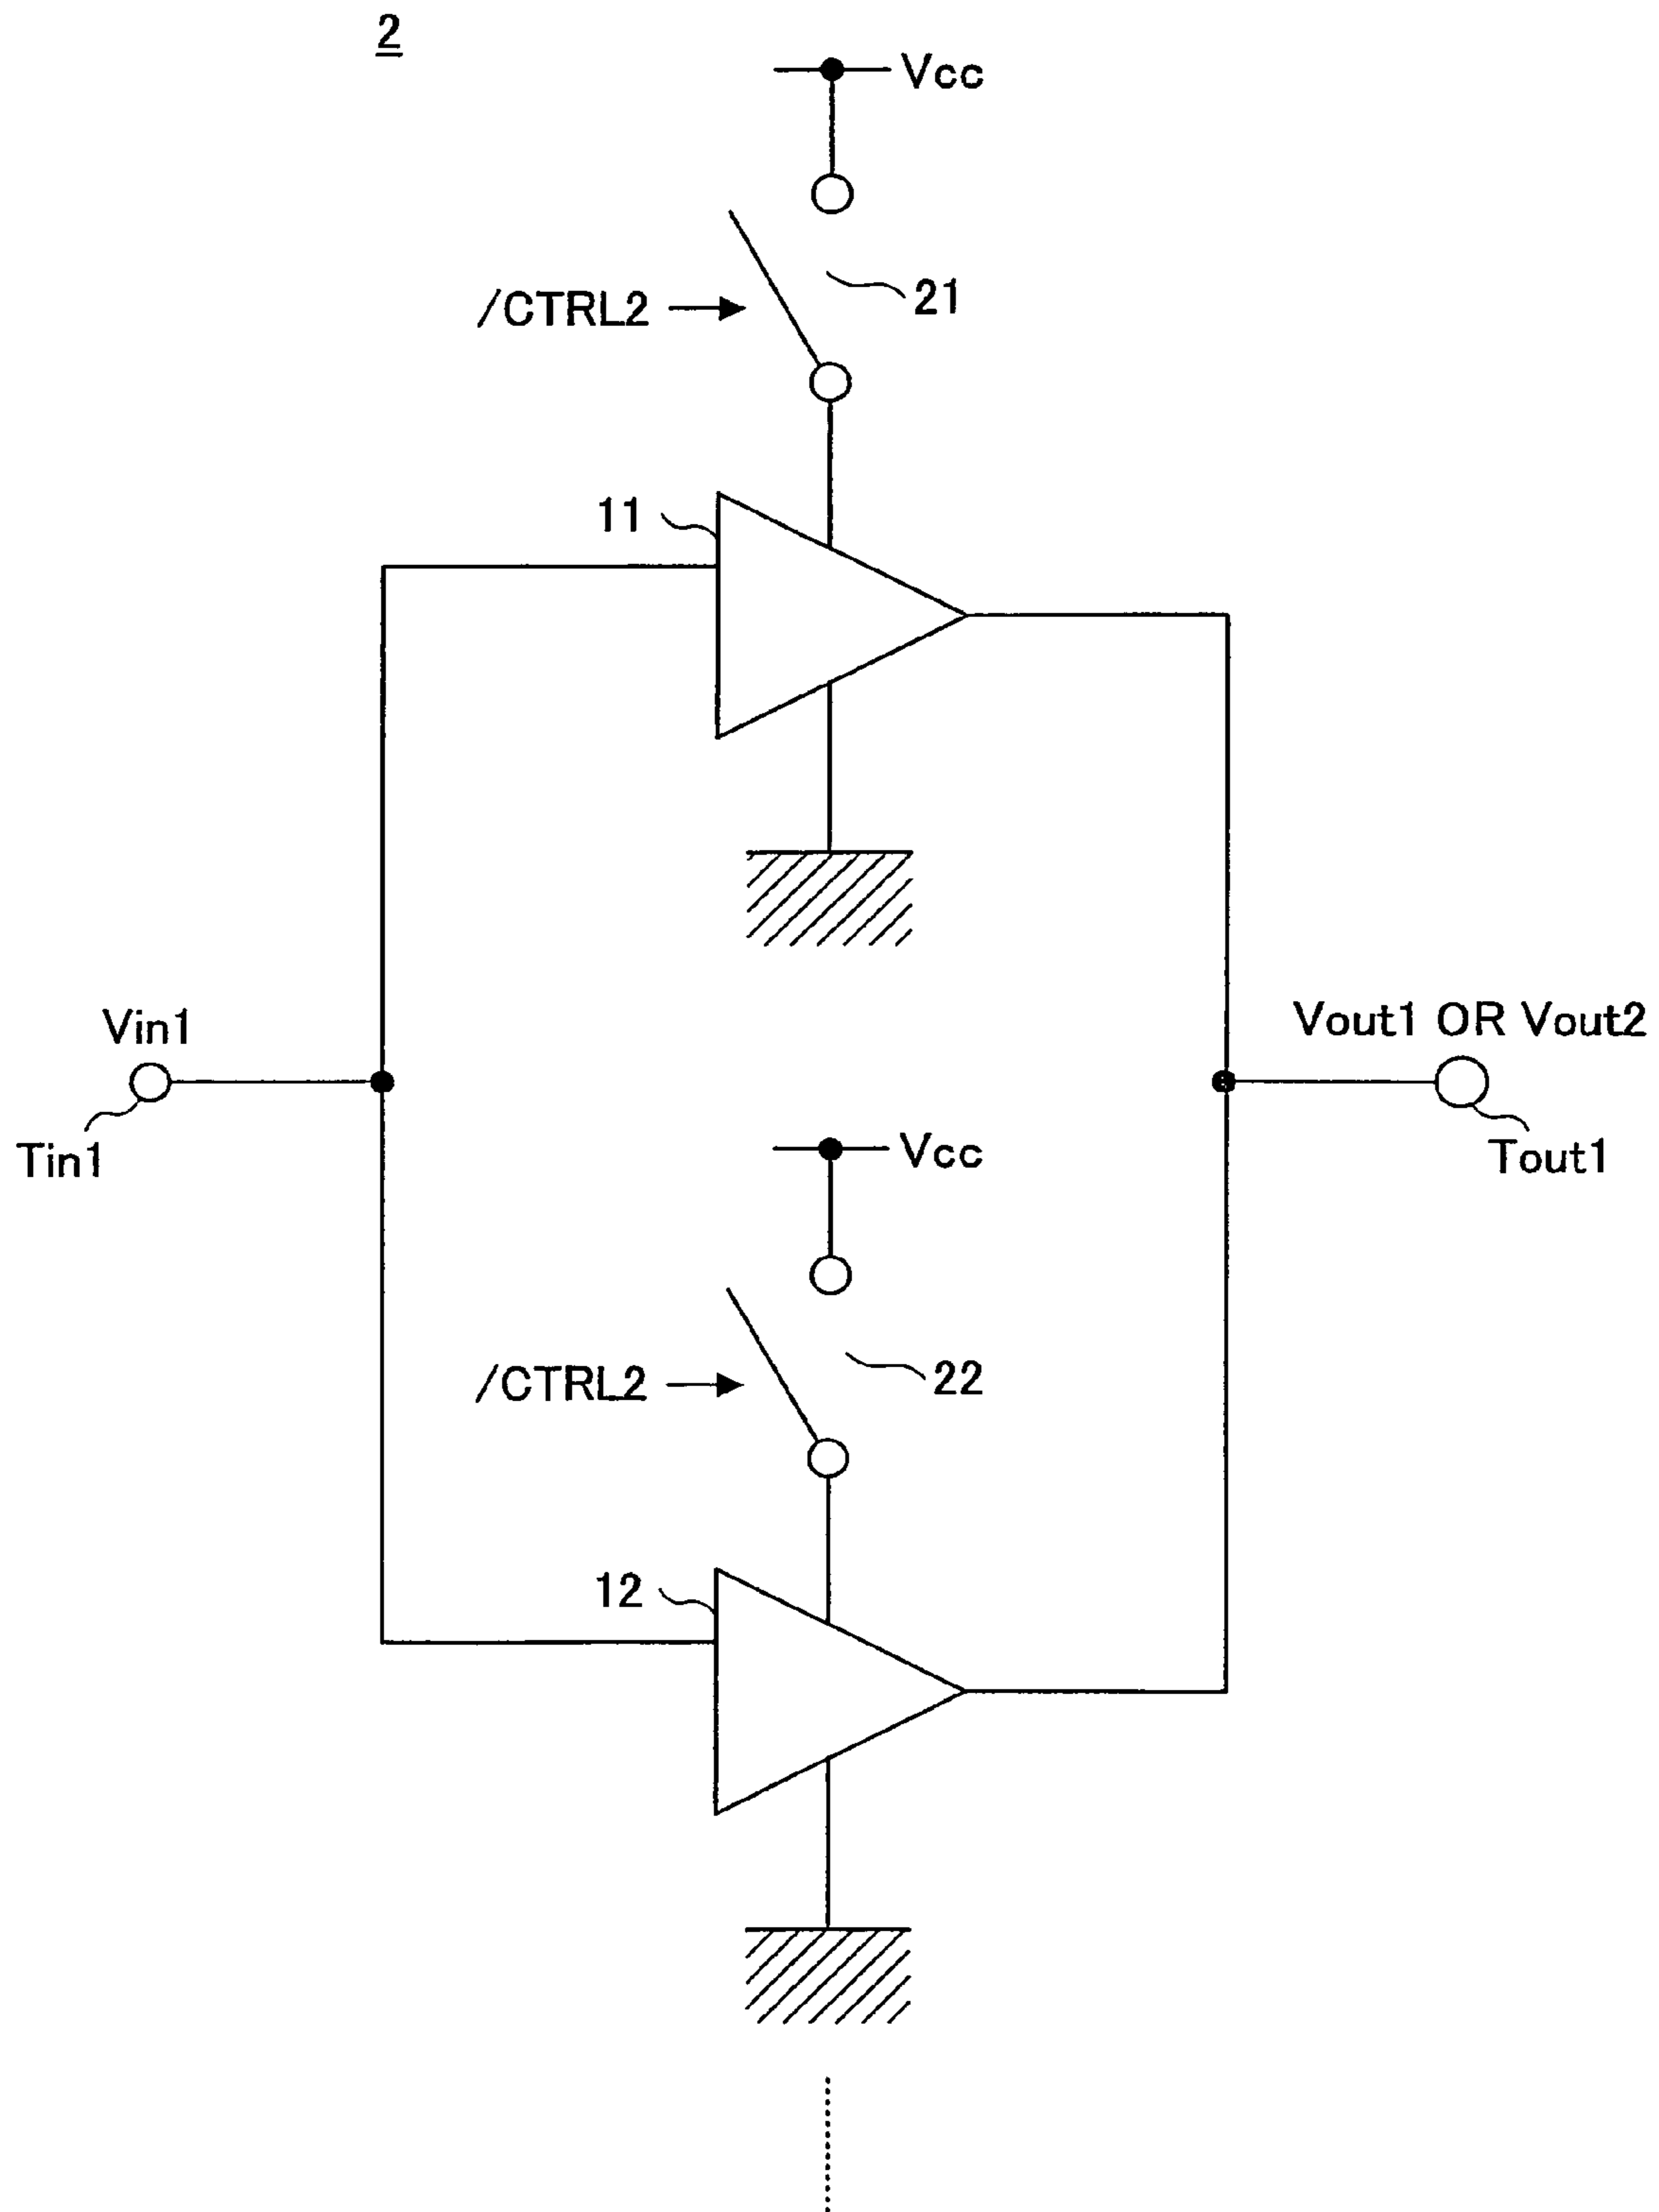 2
Vcc
/CTRL2
21
11
Vin1
Vout1 OR Vout2
Tin1
Tout1
Vcc
/CTRL2
22
12